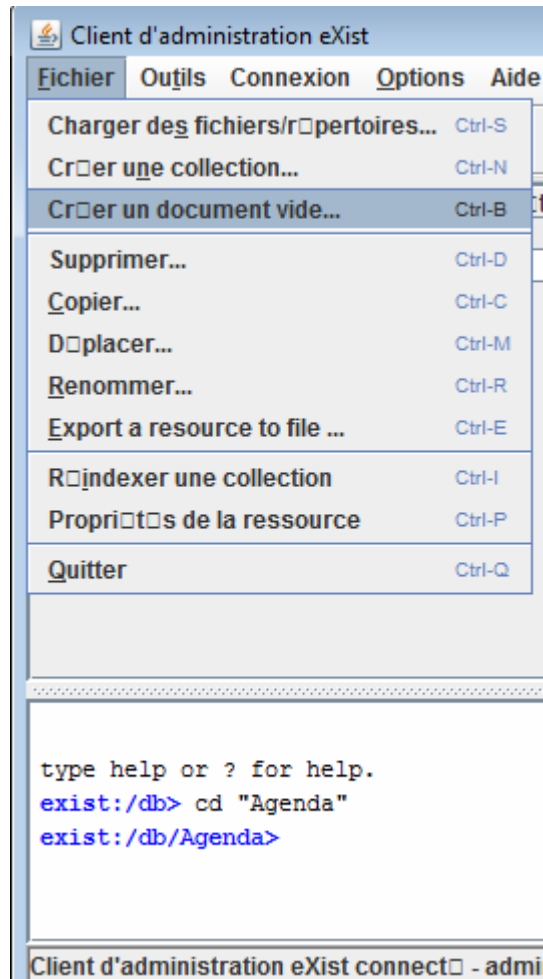 Client d'administration eXist
Fichier Outils Connexion Options Aide
Charger des fichiers/r□pertoires... Ctrl-S
Cr□er une collection... Ctrl-N
Cr□er un document vide... Ctrl-B
Supprimer... Ctrl-D
Copier... Ctrl-C
D□placer... Ctrl-M
Renommer... Ctrl-R
Export a resource to file ... Ctrl-E
R□indexer une collection Ctrl-I
Propri□t□s de la ressource Ctrl-P
Quitter Ctrl-Q
type help or ? for help.
exist:/db> cd "Agenda"
exist:/db/Agenda>
Client d'administration eXist connect□ - admi